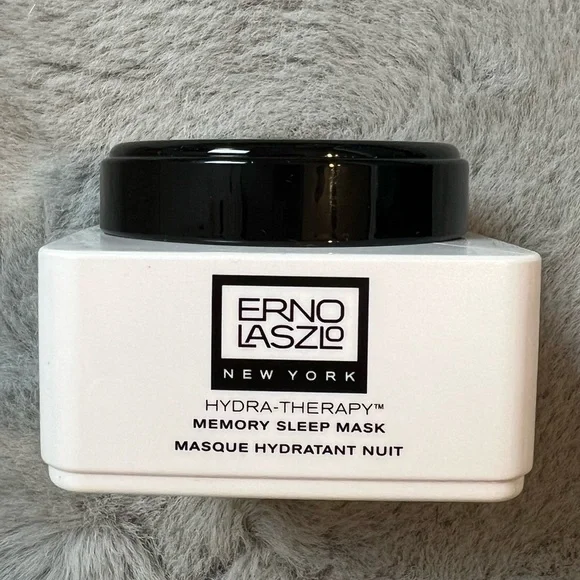 ERNO
LASZLO
NEW YORK
HYDRA-THERAPY™
MEMORY SLEEP MASK
MASQUE HYDRATANT NUIT